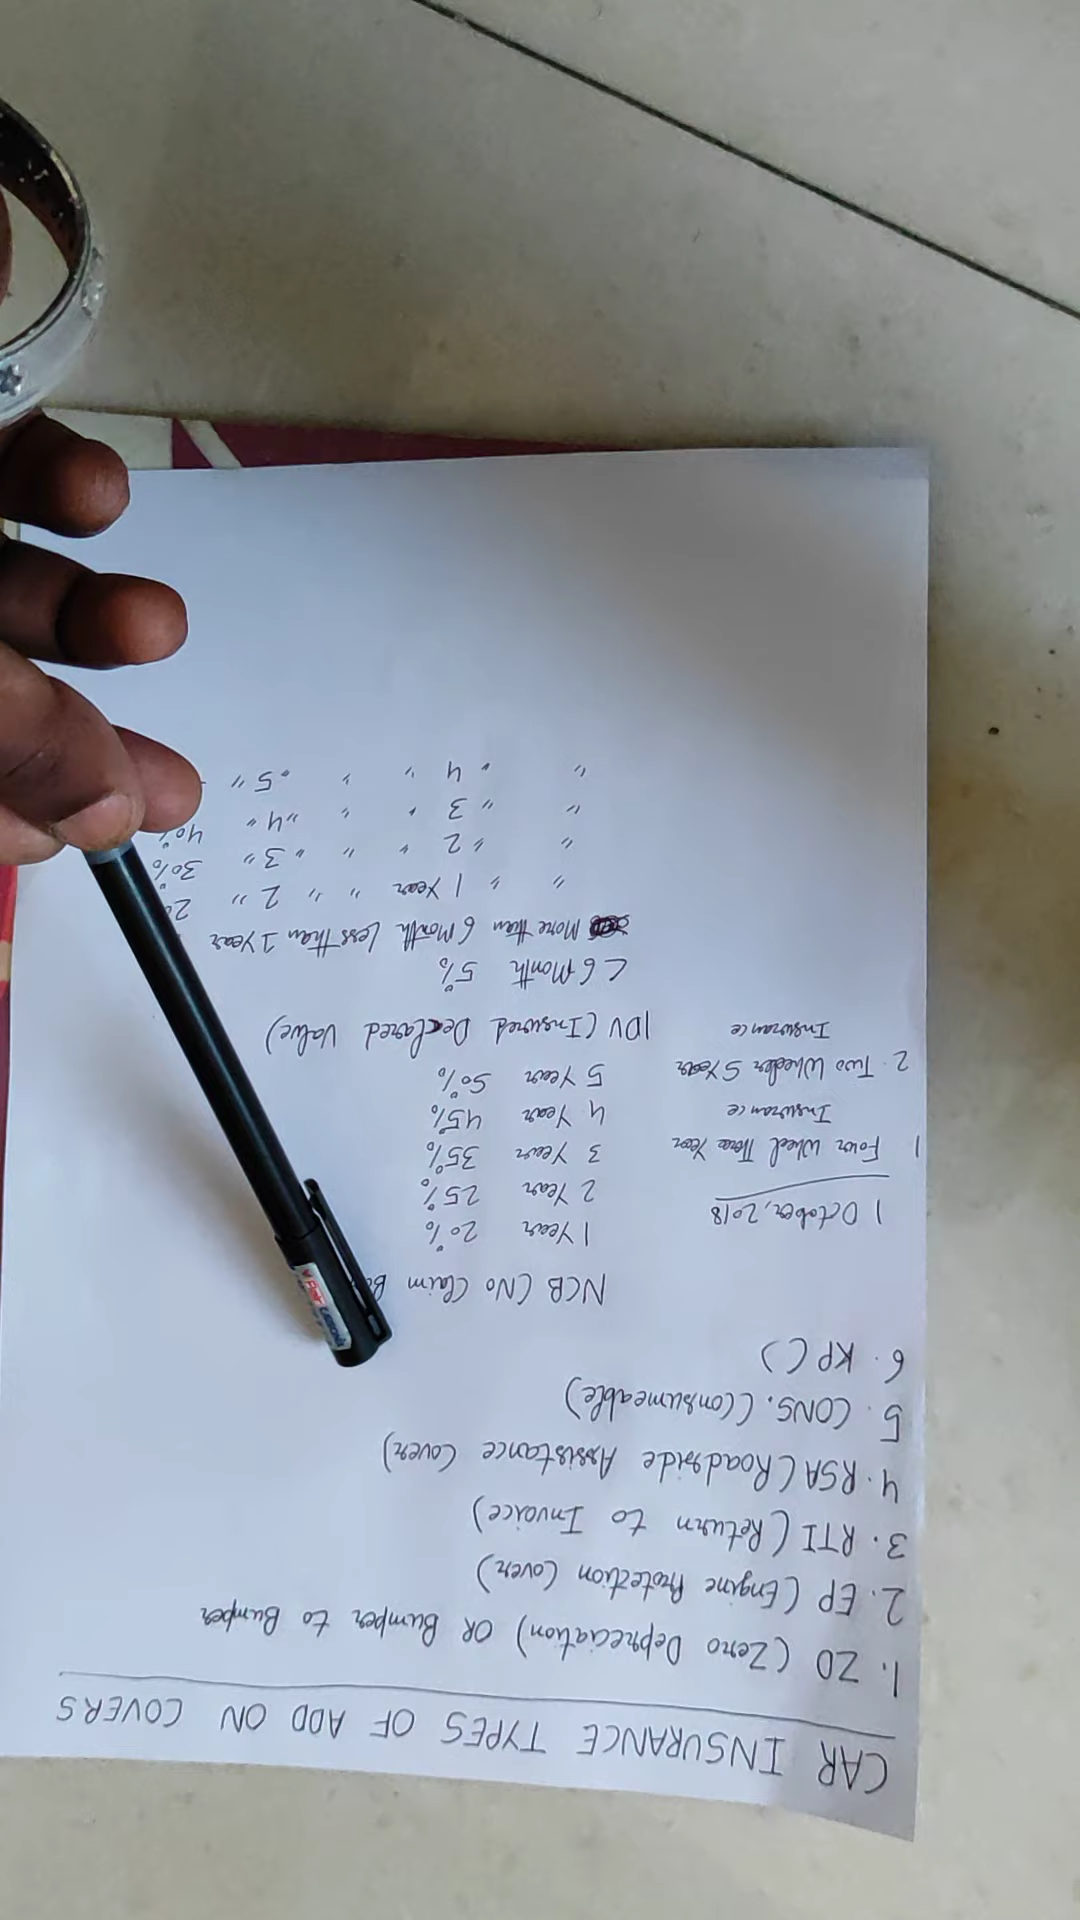 CAR INSURANCE TYPES OF ADD ON COVERS
1. ZD (Zero Depreciation) OR Bumper to Bumper
2. EP (Engine Protection Cover)
3. RTI (Return to Invoice)
4. RSA (Roadside Assistance Cover)
5. CONS. (Consumeable)
6. KP ( )
NCB (No Claim
1 Year 20%
2 Year 25%
3 Year 35%
4 Year 45%
5 Year 50%
1 October, 2018
1 Four Wheel Three Year
Insurance
2. Two Wheeler 5 Year
Insurance
IDV (Insured Declared Value)
< 6 Month 5%
More than 6 Month Less than 1 Year
" " 1 Year " " 2 "
" " 2 " " " 3 " 30%
" " 3 " " " 4 " 40%
" " 4 " " " 5 "